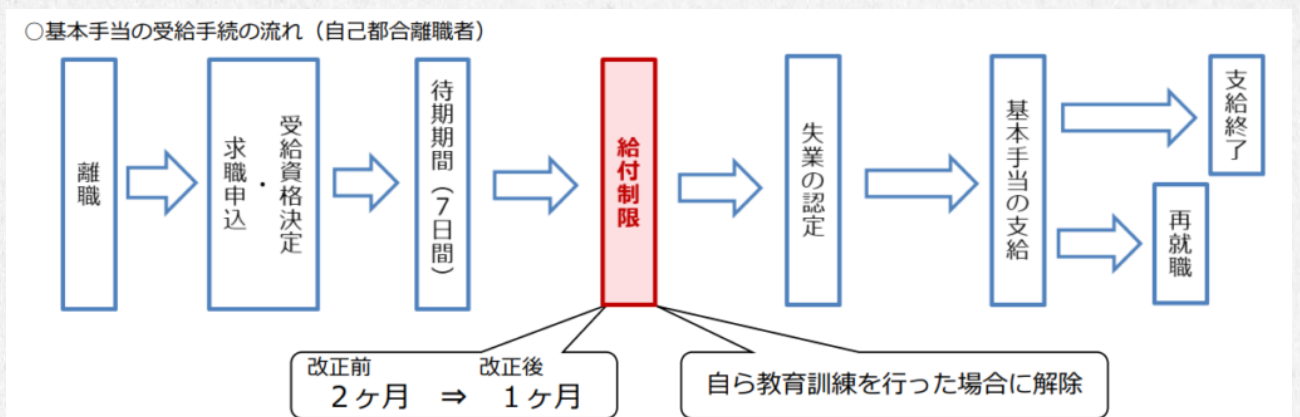 ○基本手当の受給手続の流れ（自己都合離職者）
離職
受給資格決定
・
求職申込
待期期間（7日間）
給付制限
失業の認定
基本手当の支給
支給終了
再就職
改正前 改正後
２ヶ月 ⇒ １ヶ月
自ら教育訓練を行った場合に解除